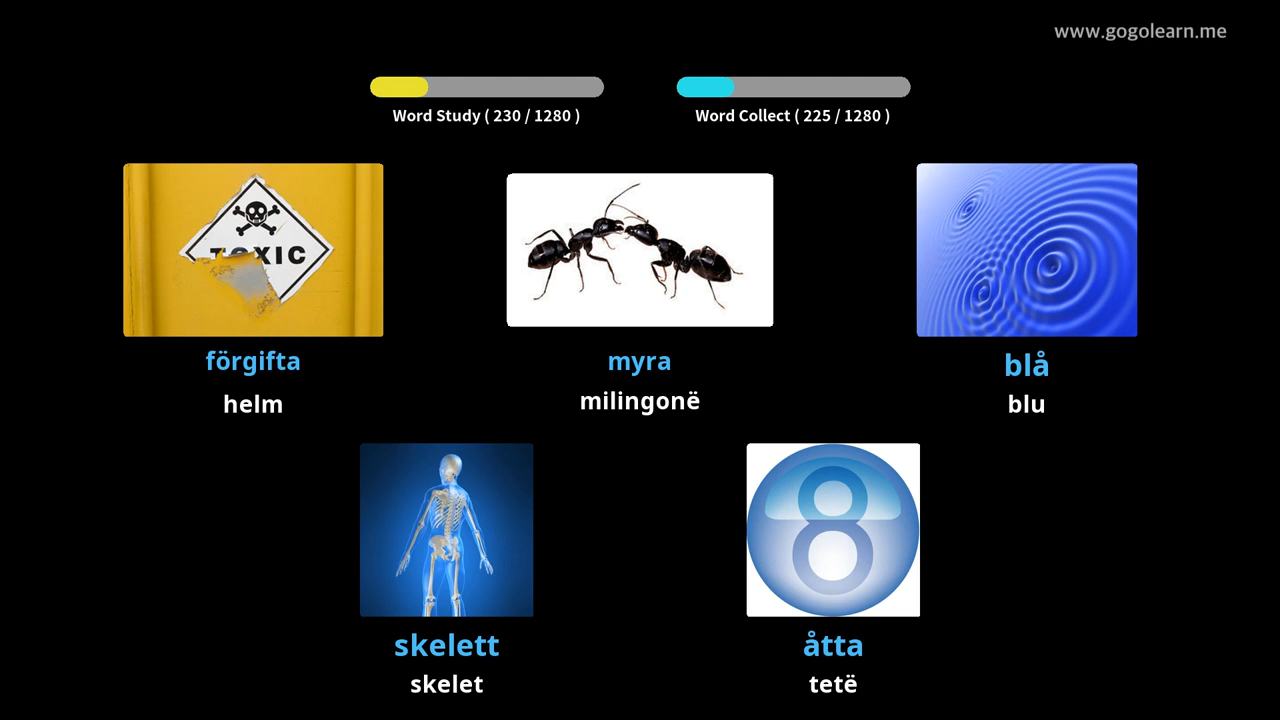 www.gogolearn.me
Word Study ( 230 / 1280 )
Word Collect ( 225 / 1280 )
TOXIC
förgifta
helm
myra
milingonë
blå
blu
8
skelett
skelet
åtta
tetë